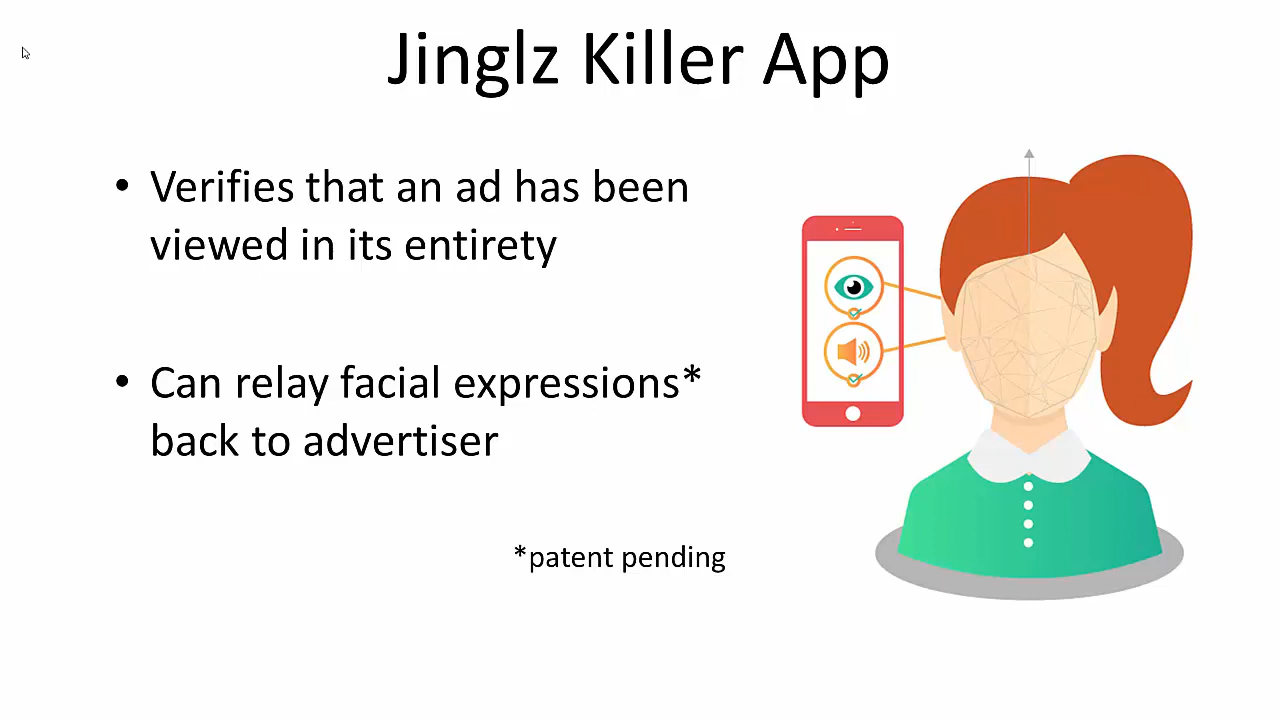 Jinglz Killer App
• Verifies that an ad has been
viewed in its entirety
• Can relay facial expressions*
back to advertiser
*patent pending